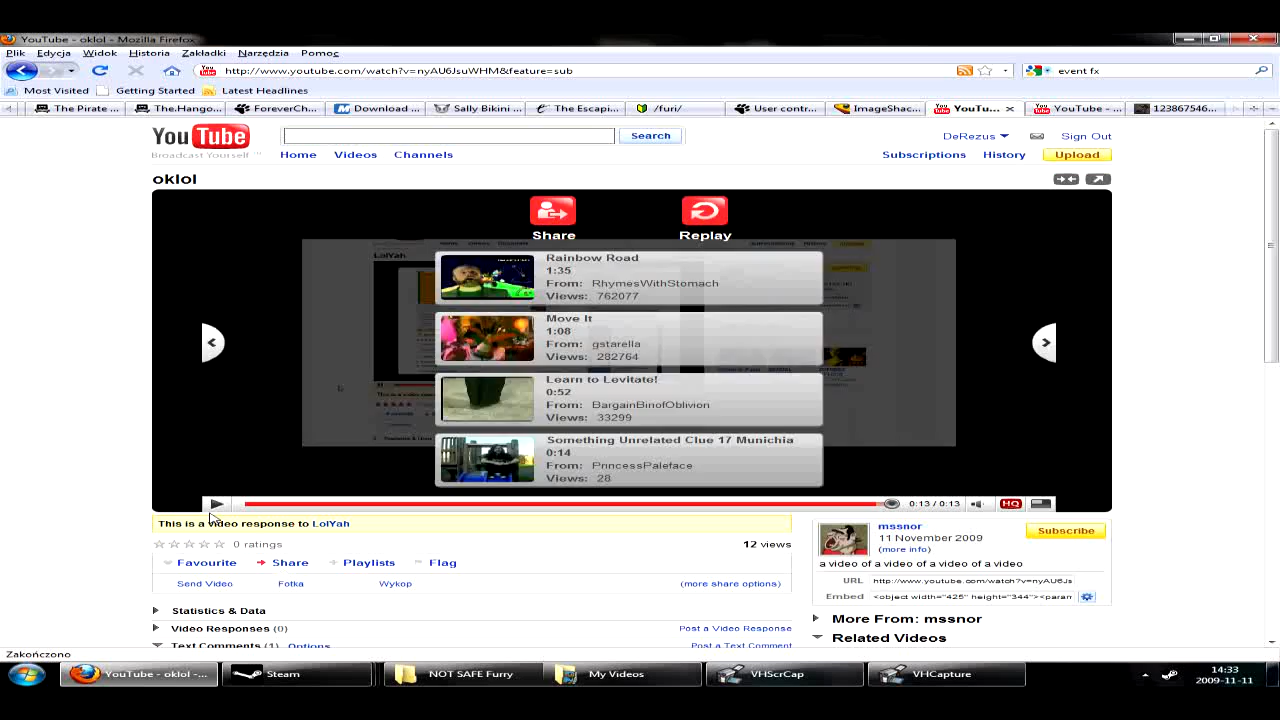 YouTube - oklol - Mozilla Firefox
Plik Edycja Widok Historia Zakładki Narzędzia Pomoc
http://www.youtube.com/watch?v=nyAU6JsuWHM&feature=sub
event fx
Most Visited Getting Started Latest Headlines
The Pirate ... The.Hango... ForeverCh... Download ... Sally Bikini ... The Escapi... /furi/ User contr... ImageShac... YouTu... YouTube - ... 123867546...
YouTube
Broadcast Yourself ™
Search
DeRezus Sign Out
Home Videos Channels
Subscriptions History Upload
oklol
Share Replay
LolYah
Rainbow Road
1:35
From: RhymesWithStomach
Views: 762077
Move It
1:08
From: gstarella
Views: 282764
Learn to Levitate!
0:52
From: BargainBinofOblivion
Views: 33299
Something Unrelated Clue 17 Munichia
0:14
From: PrincessPaleface
Views: 28
0:13 / 0:13 HQ
This is a video response to LolYah
0 ratings 12 views
Favourite Share Playlists Flag
Send Video Fotka Wykop (more share options)
Statistics & Data
Video Responses (0) Post a Video Response
Text Comments (1) Options Post a Text Comment
mssnor
11 November 2009
(more info)
Subscribe
a video of a video of a video of a video
URL http://www.youtube.com/watch?v=nyAU6Js
Embed <object width="425" height="344"><param
More From: mssnor
Related Videos
Zakończono
YouTube - oklol -... Steam NOT SAFE Furry My Videos VHScrCap VHCapture
14:33
2009-11-11